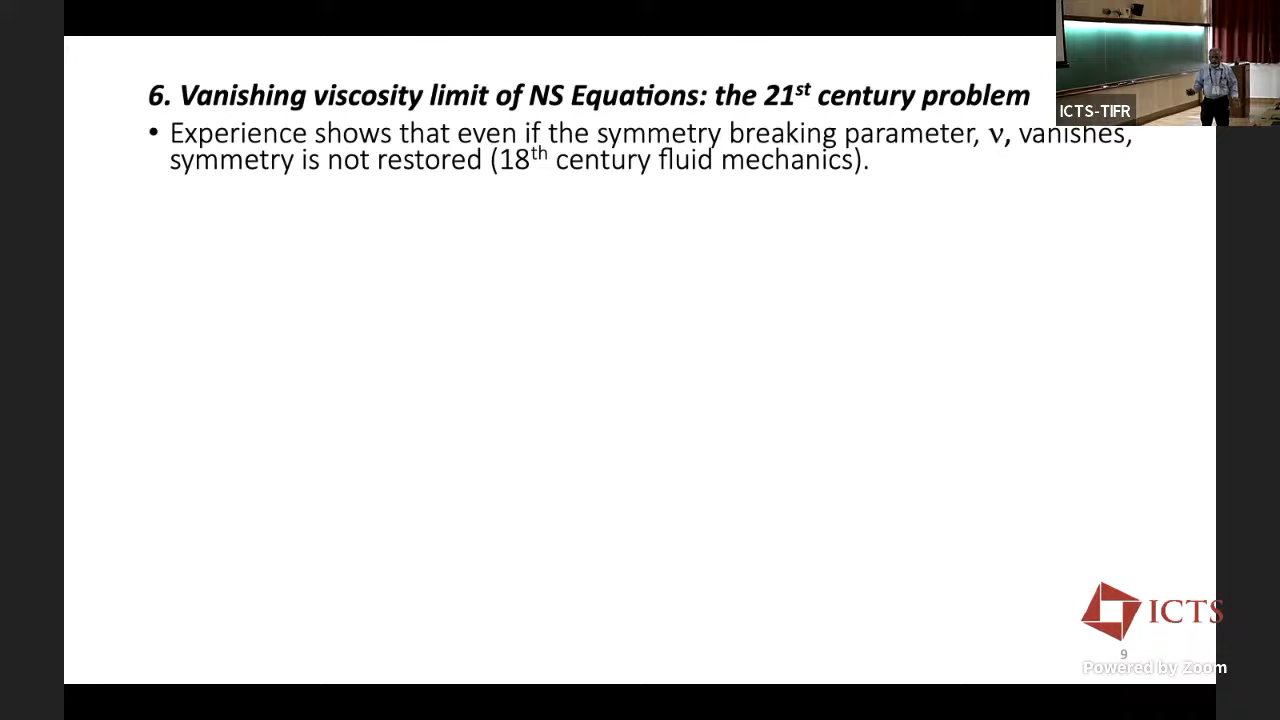 6. Vanishing viscosity limit of NS Equations: the 21st century problem
• Experience shows that even if the symmetry breaking parameter, ν, vanishes,
symmetry is not restored (18th century fluid mechanics).
ICTS-TIFR
ICTS
9
Powered by Zoom